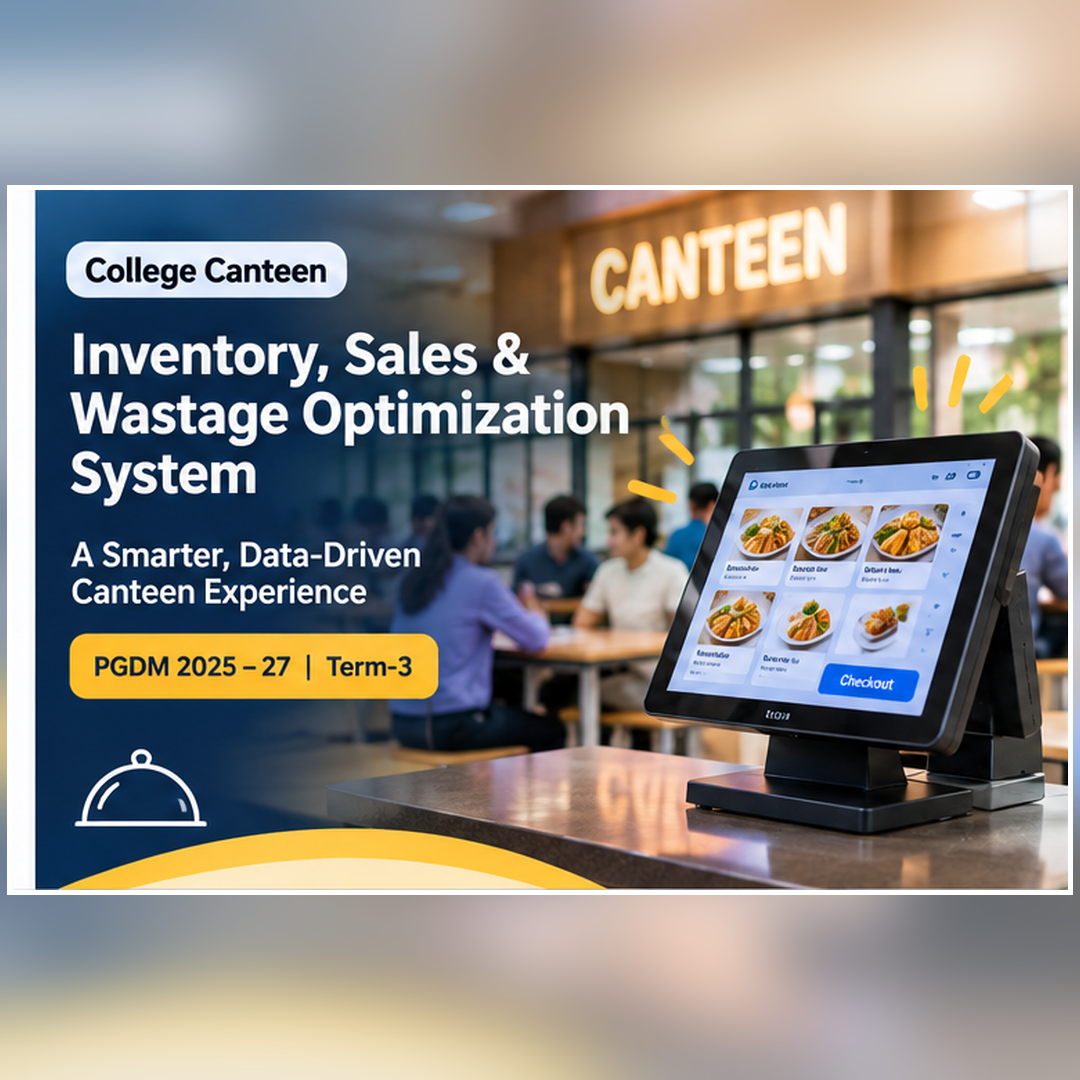 College Canteen
Inventory, Sales &
Wastage Optimization
System
A Smarter, Data-Driven
Canteen Experience
PGDM 2025 – 27 | Term-3
CANTEEN
Checkout